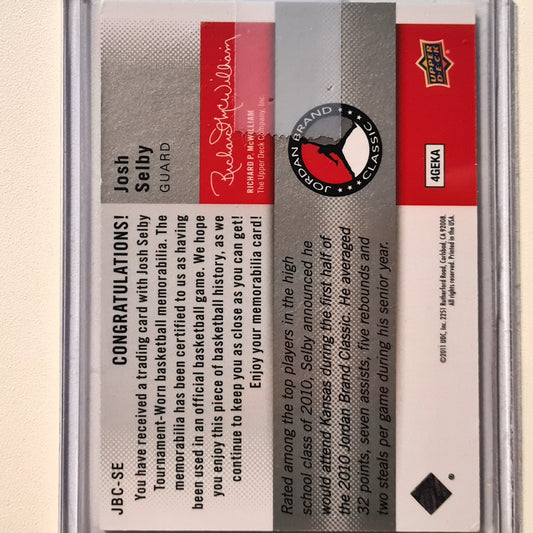 JBC-SE
CONGRATULATIONS!
You have received a trading card with Josh Selby
Tournament-Worn basketball memorabilia. The
memorabilia has been certified to us as having
been used in an official basketball game. We hope
you enjoy this piece of basketball history, as we
continue to keep you as close as you can get!
Enjoy your memorabilia card!
Josh
Selby
GUARD
Richard P. McWilliam
RICHARD P. McWILLIAM
The Upper Deck Company, Inc.
JORDAN BRAND
CLASSIC
Rated among the top players in the high
school class of 2010, Selby announced he
would attend Kansas during the first half of
the 2010 Jordan Brand Classic. He averaged
32 points, seven assists, five rebounds and
two steals per game during his senior year.
UPPER
DECK
®
4GEKA
©2011 UDC, Inc. 2251 Rutherford Road, Carlsbad, CA 92008.
All rights reserved. Printed in the USA.
®